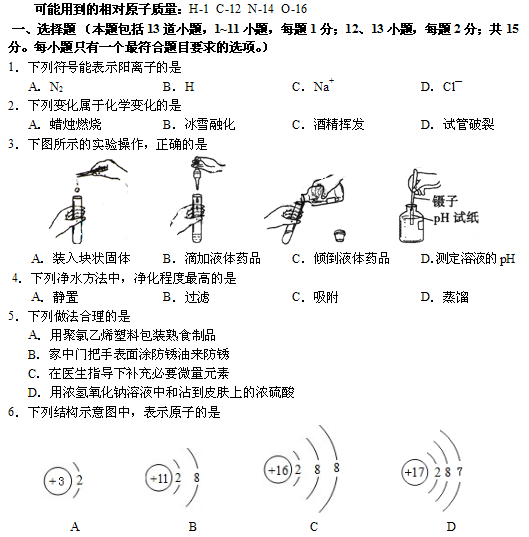 可能用到的相对原子质量：H-1 C-12 N-14 O-16
一、选择题（本题包括13道小题，1~11小题，每题1分；12、13小题，每题2分；共15
分。每小题只有一个最符合题目要求的选项。）
1．下列符号能表示阳离子的是
A．N₂ B．H C．Na⁺ D．Cl⁻
2．下列变化属于化学变化的是
A．蜡烛燃烧 B．冰雪融化 C．酒精挥发 D．试管破裂
3．下图所示的实验操作，正确的是
镊子
pH 试纸
A．装入块状固体 B．滴加液体药品 C．倾倒液体药品 D.测定溶液的pH
4．下列净水方法中，净化程度最高的是
A．静置 B．过滤 C．吸附 D．蒸馏
5．下列做法合理的是
A．用聚氯乙烯塑料包装熟食制品
B．家中门把手表面涂防锈油来防锈
C．在医生指导下补充必要微量元素
D．用浓氢氧化钠溶液中和沾到皮肤上的浓硫酸
6．下列结构示意图中，表示原子的是
+3 2 +11 2 8 +16 2 8 8 +17 2 8 7
A B C D